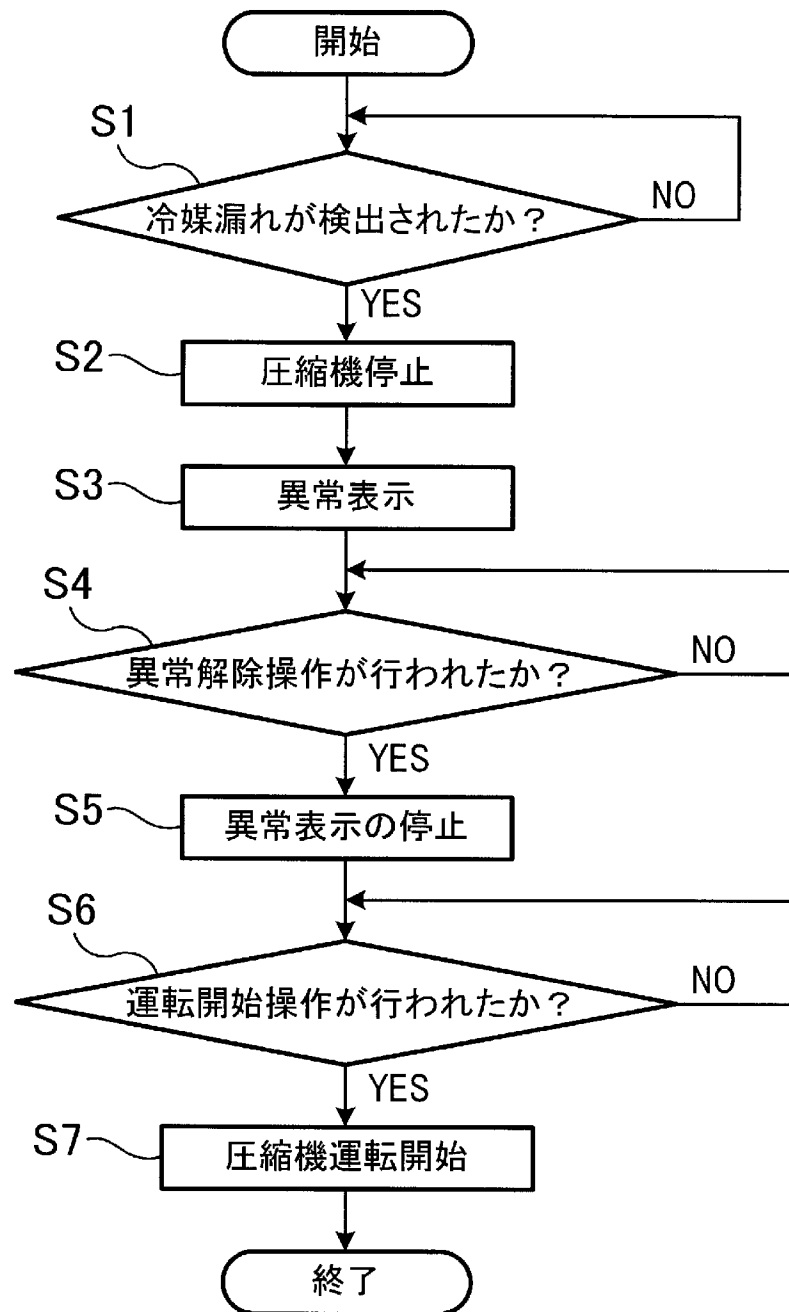 開始
S1
冷媒漏れが検出されたか?
NO
YES
S2
圧縮機停止
S3
異常表示
S4
異常解除操作が行われたか?
NO
YES
S5
異常表示の停止
S6
運転開始操作が行われたか?
NO
YES
S7
圧縮機運転開始
終了